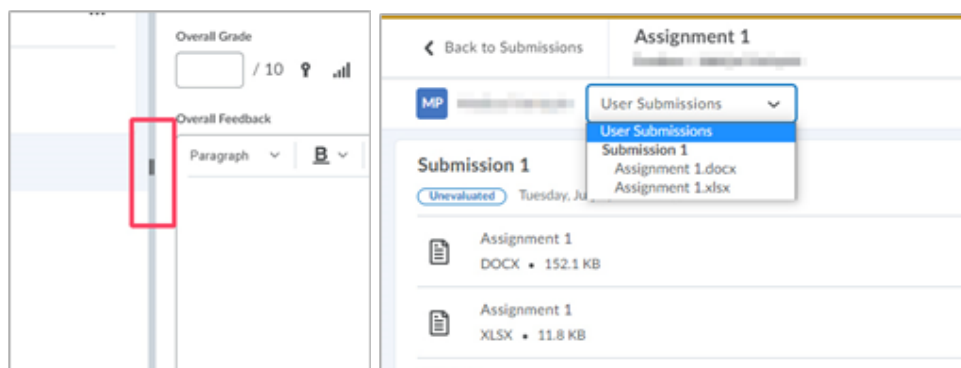 Overall Grade
/ 10
Overall Feedback
Paragraph B
Back to Submissions
Assignment 1
MP User Submissions
User Submissions
Submission 1
Assignment 1.docx
Assignment 1.xlsx
Submission 1
Unevaluated Tuesday,
Assignment 1
DOCX • 152.1 KB
Assignment 1
XLSX • 11.8 KB